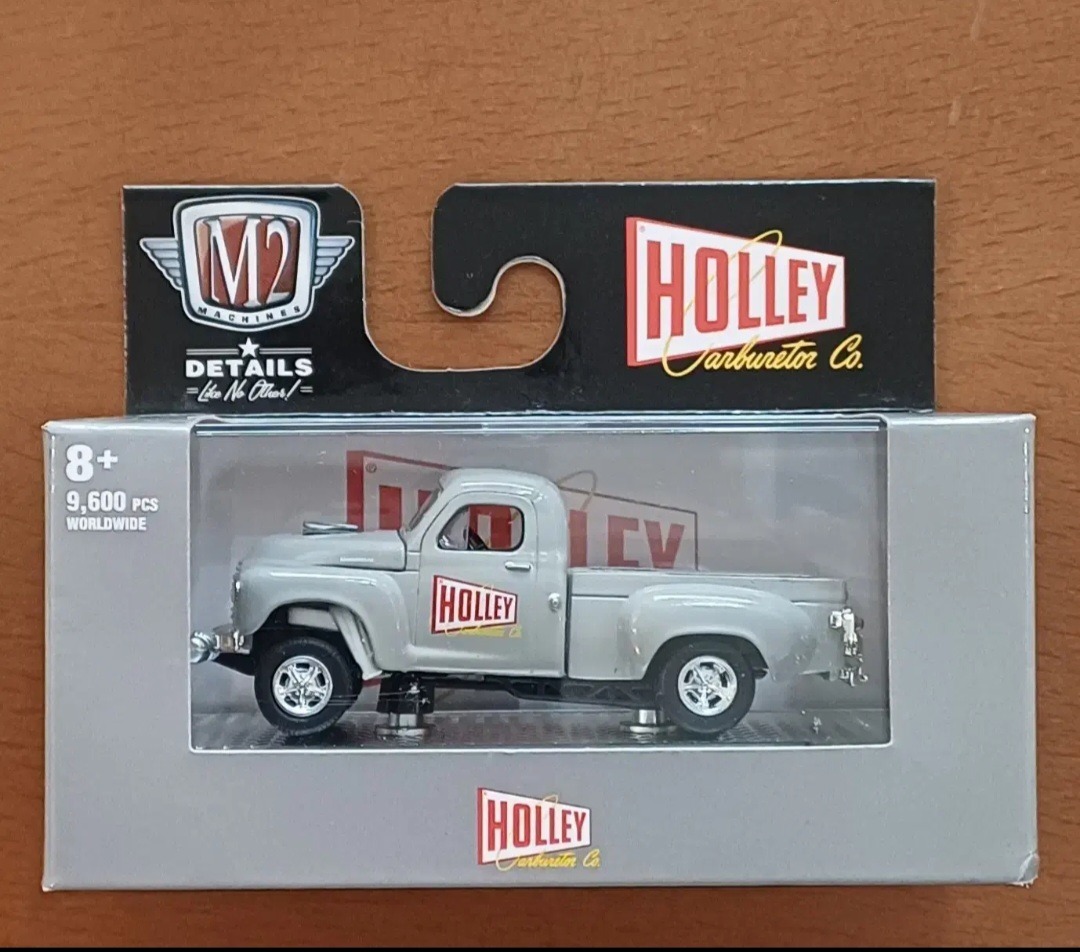 M2
MACHINES
DETAILS
Like No Other!
HOLLEY
Carburetor Co.
8+
9,600 PCS
WORLDWIDE
HOLLEY
HOLLEY
Carburetor Co.
HOLLEY
Carburetor Co.